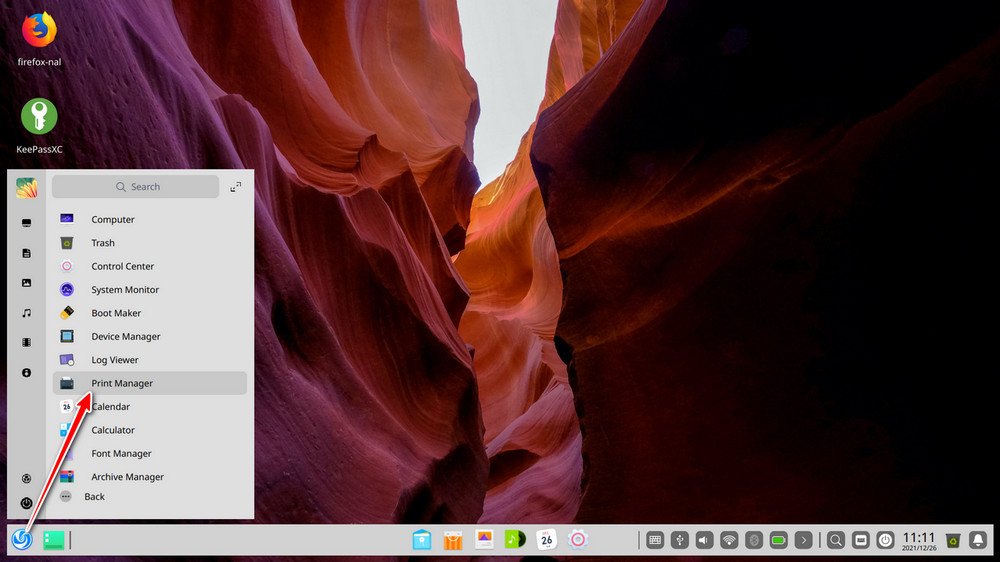 firefox-nal
KeePassXC
Search
Computer
Trash
Control Center
System Monitor
Boot Maker
Device Manager
Log Viewer
Print Manager
26
Calendar
Calculator
Font Manager
Archive Manager
Back
26
11:11
2021/12/26